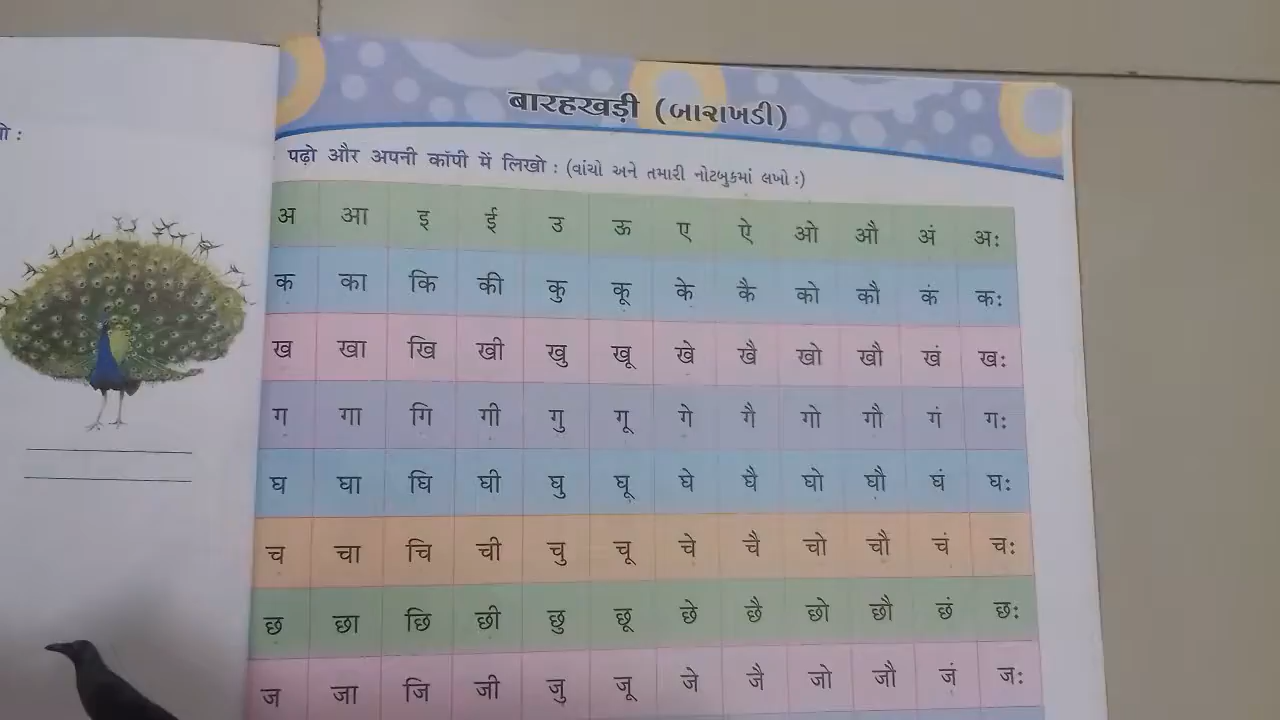 बारहखड़ी (બારાખડી)
पढ़ो और अपनी कॉपी में लिखो : (વાંચો અને તમારી નોટબુકમાં લખો :)
अ आ इ ई उ ऊ ए ऐ ओ औ अं अः
क का कि की कु कू के कै को कौ कं कः
ख खा खि खी खु खू खे खै खो खौ खं खः
ग गा गि गी गु गू गे गै गो गौ गं गः
घ घा घि घी घु घू घे घै घो घौ घं घः
च चा चि ची चु चू चे चै चो चौ चं चः
छ छा छि छी छु छू छे छै छो छौ छं छः
ज जा जि जी जु जू जे जै जो जौ जं जः